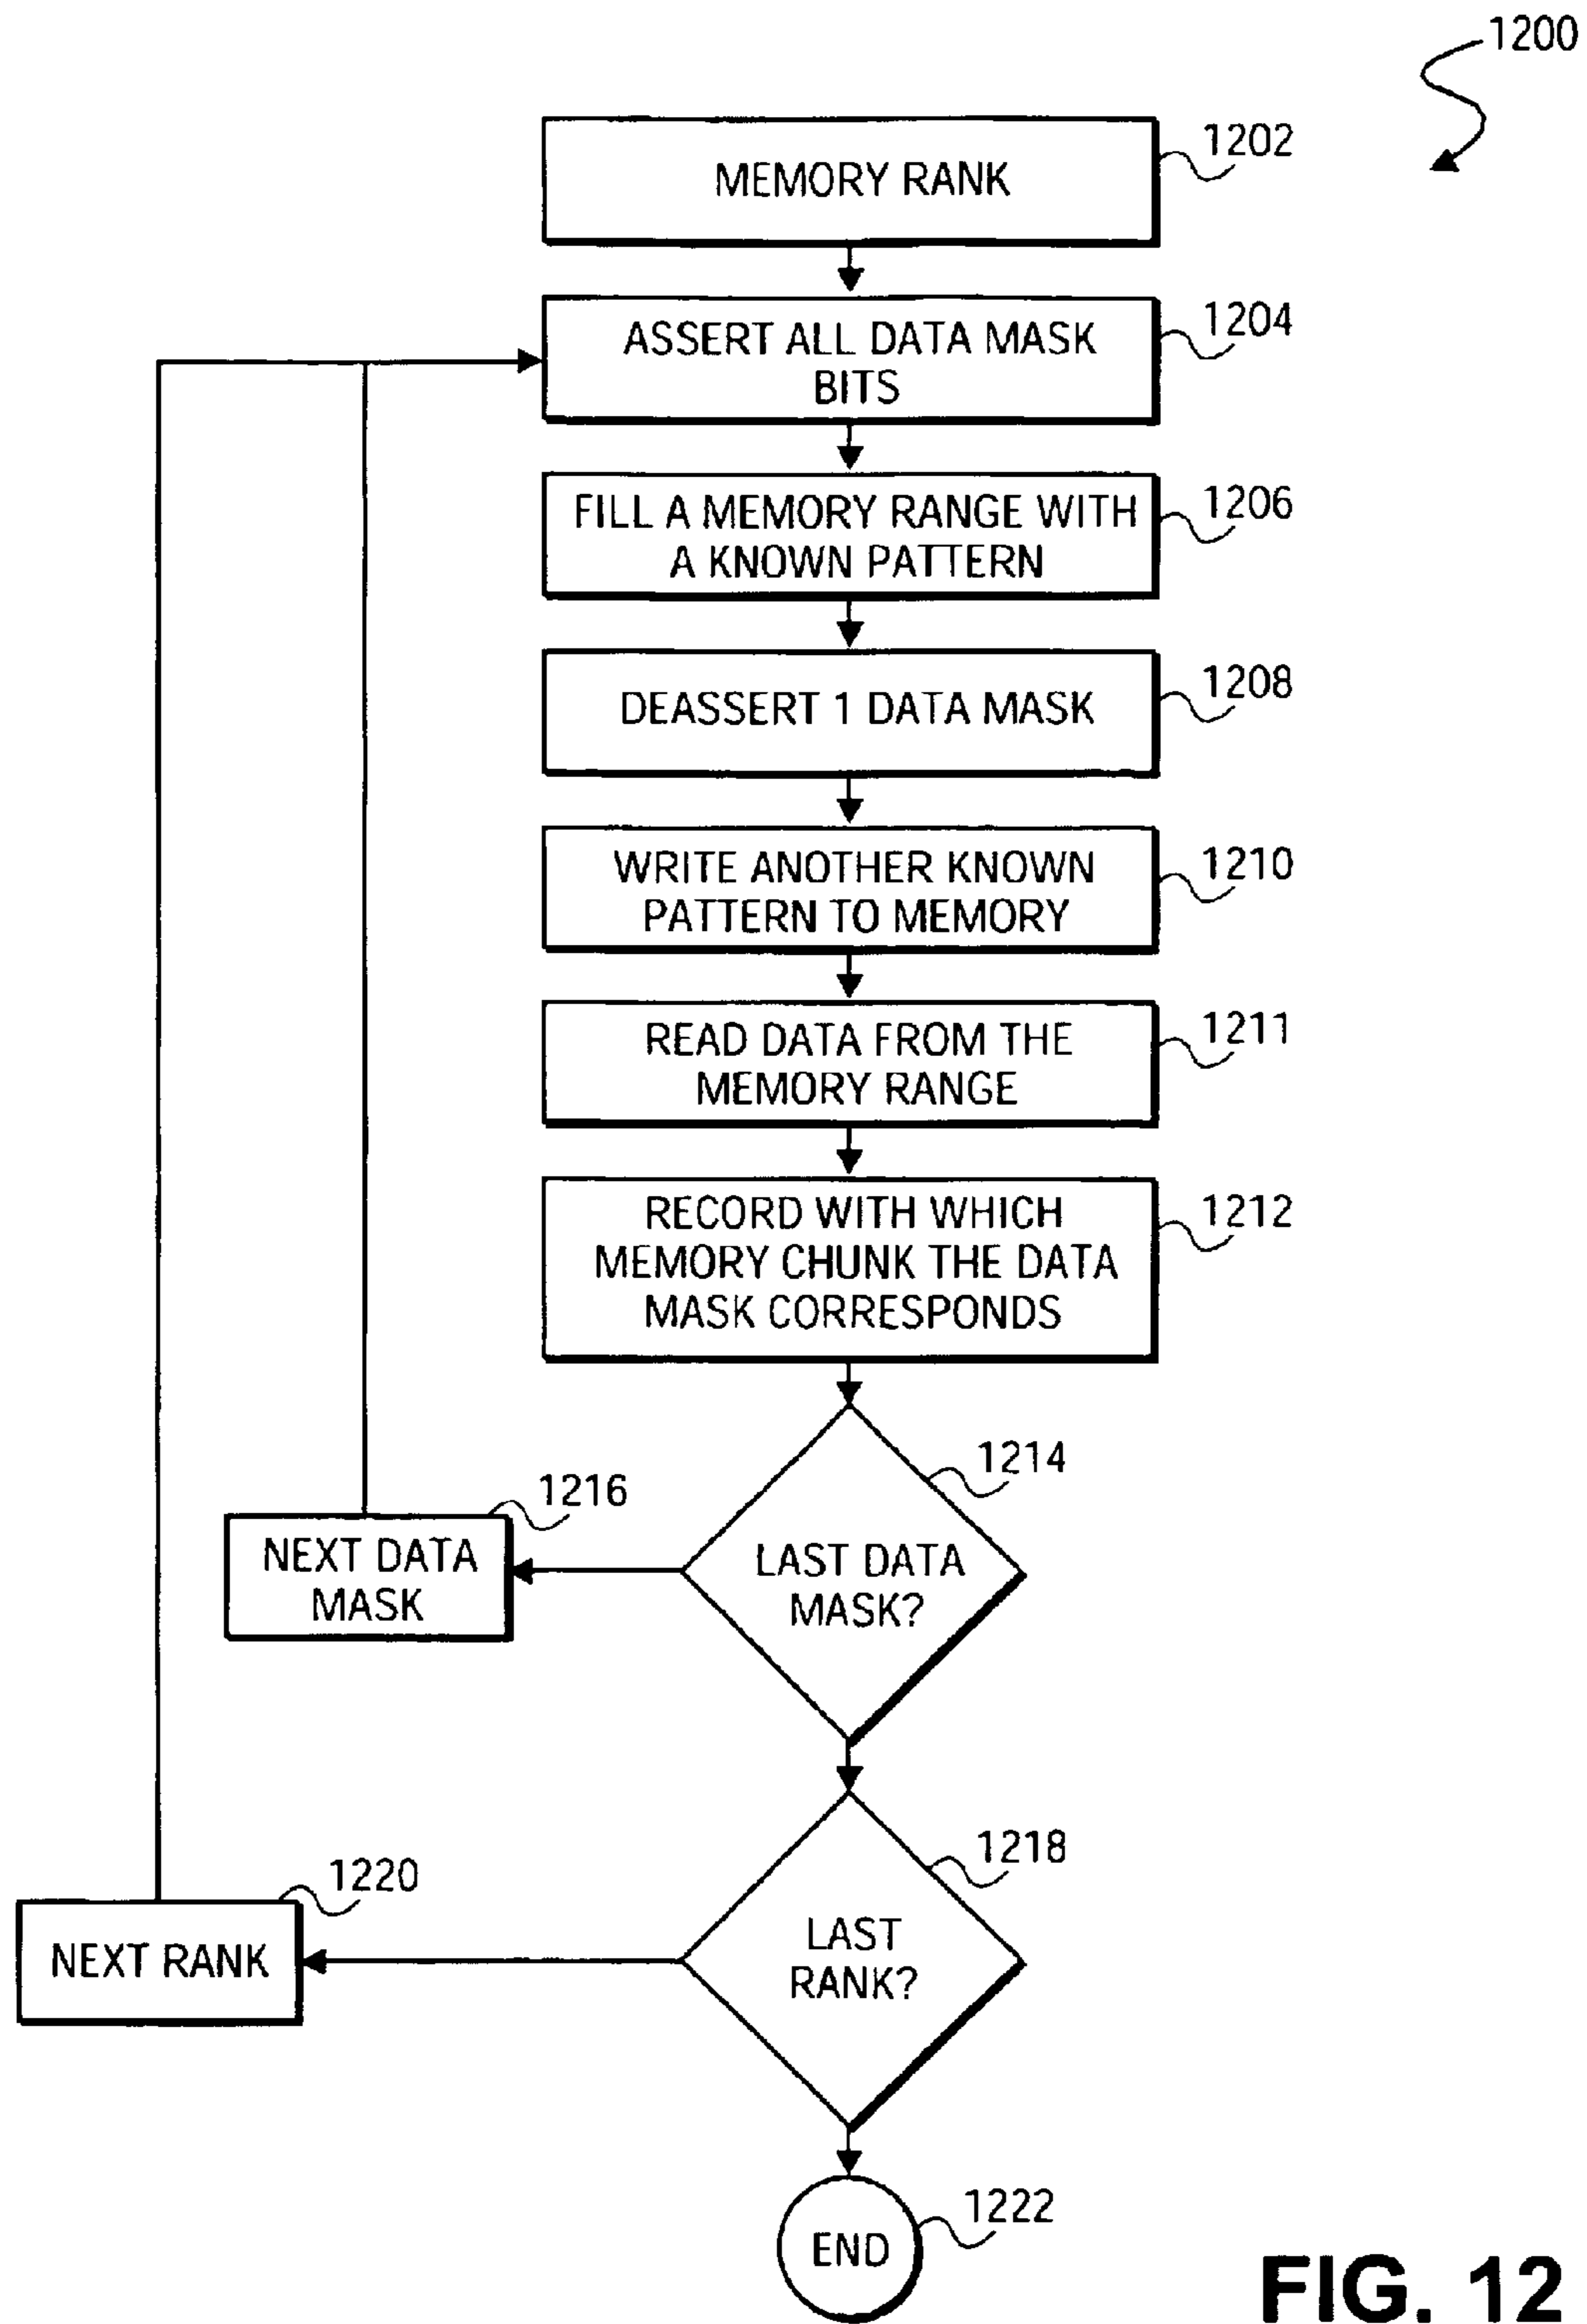 1200
MEMORY RANK
1202
ASSERT ALL DATA MASK
BITS
1204
FILL A MEMORY RANGE WITH
A KNOWN PATTERN
1206
DEASSERT 1 DATA MASK
1208
WRITE ANOTHER KNOWN
PATTERN TO MEMORY
1210
READ DATA FROM THE
MEMORY RANGE
1211
RECORD WITH WHICH
MEMORY CHUNK THE DATA
MASK CORRESPONDS
1212
LAST DATA
MASK?
1214
NEXT DATA
MASK
1216
LAST
RANK?
1218
NEXT RANK
1220
END
1222
FIG. 12